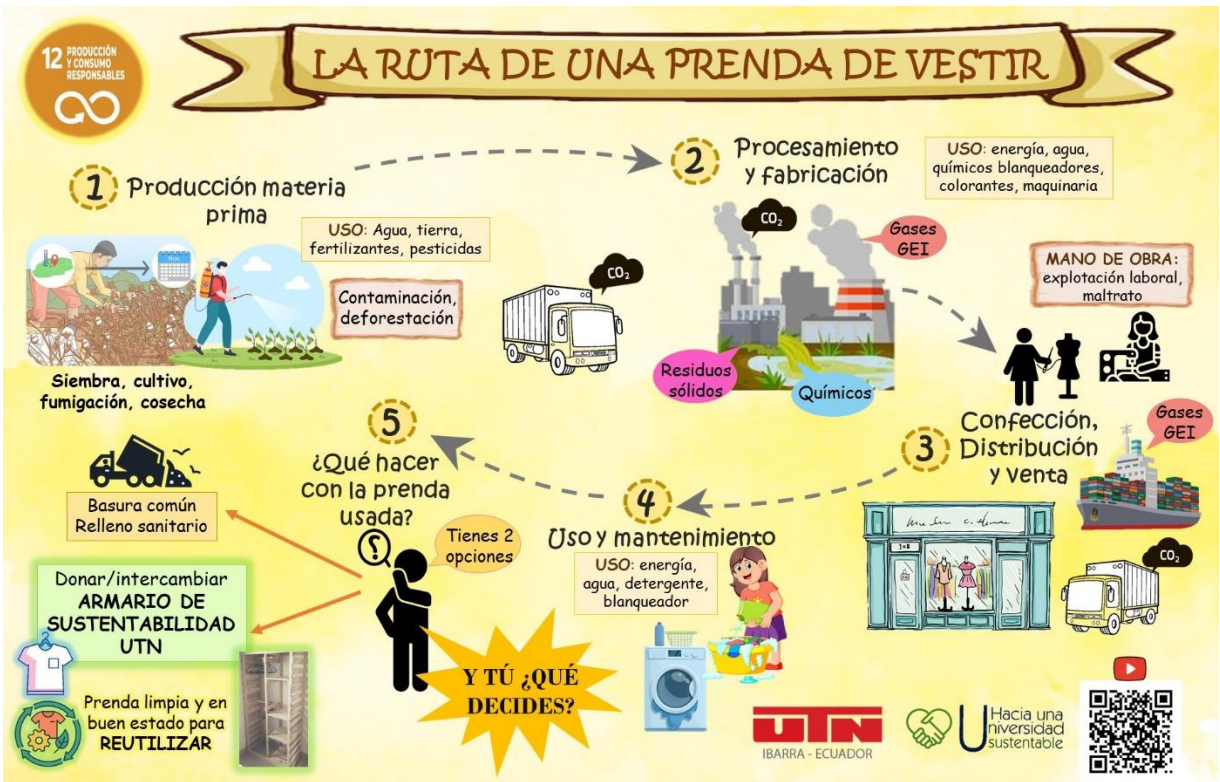 12 PRODUCCIÓN
Y CONSUMO
RESPONSABLES
LA RUTA DE UNA PRENDA DE VESTIR
1
Producción materia
prima
USO: Agua, tierra,
fertilizantes, pesticidas
Nov
Contaminación,
deforestación
Siembra, cultivo,
fumigación, cosecha
CO₂
2
Procesamiento
y fabricación
USO: energía, agua,
químicos blanqueadores,
colorantes, maquinaria
CO₂
Gases
GEI
Residuos
sólidos
Químicos
MANO DE OBRA:
explotación laboral,
maltrato
3
Confección,
Distribución
y venta
Gases
GEI
CO₂
4
Uso y mantenimiento
USO: energía,
agua, detergente,
blanqueador
5
¿Qué hacer
con la prenda
usada?
Tienes 2
opciones
Basura común
Relleno sanitario
Donar/intercambiar
ARMARIO DE
SUSTENTABILIDAD
UTN
Prenda limpia y en
buen estado para
REUTILIZAR
Y TÚ ¿QUÉ
DECIDES?
UTN
IBARRA - ECUADOR
Hacia una
Universidad
sustentable